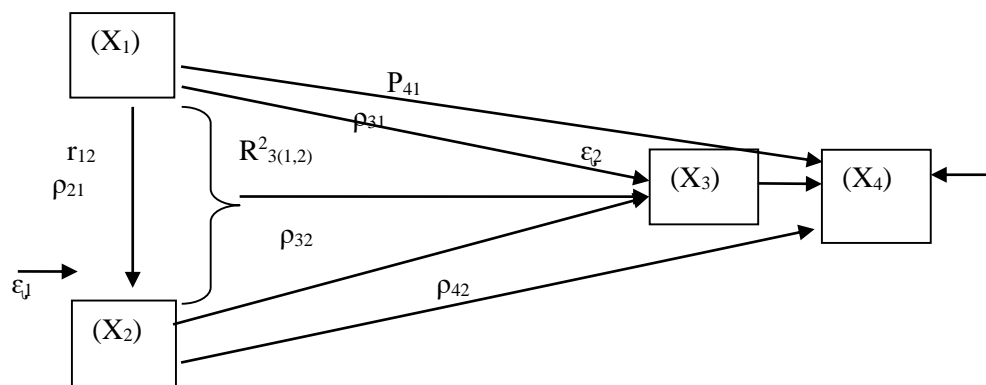 (X₁)
P₄₁
ρ₃₁
r₁₂
R²₃(₁,₂)
ε₂
ρ₂₁
(X₃)
(X₄)
ρ₃₂
ε₁
ρ₄₂
(X₂)